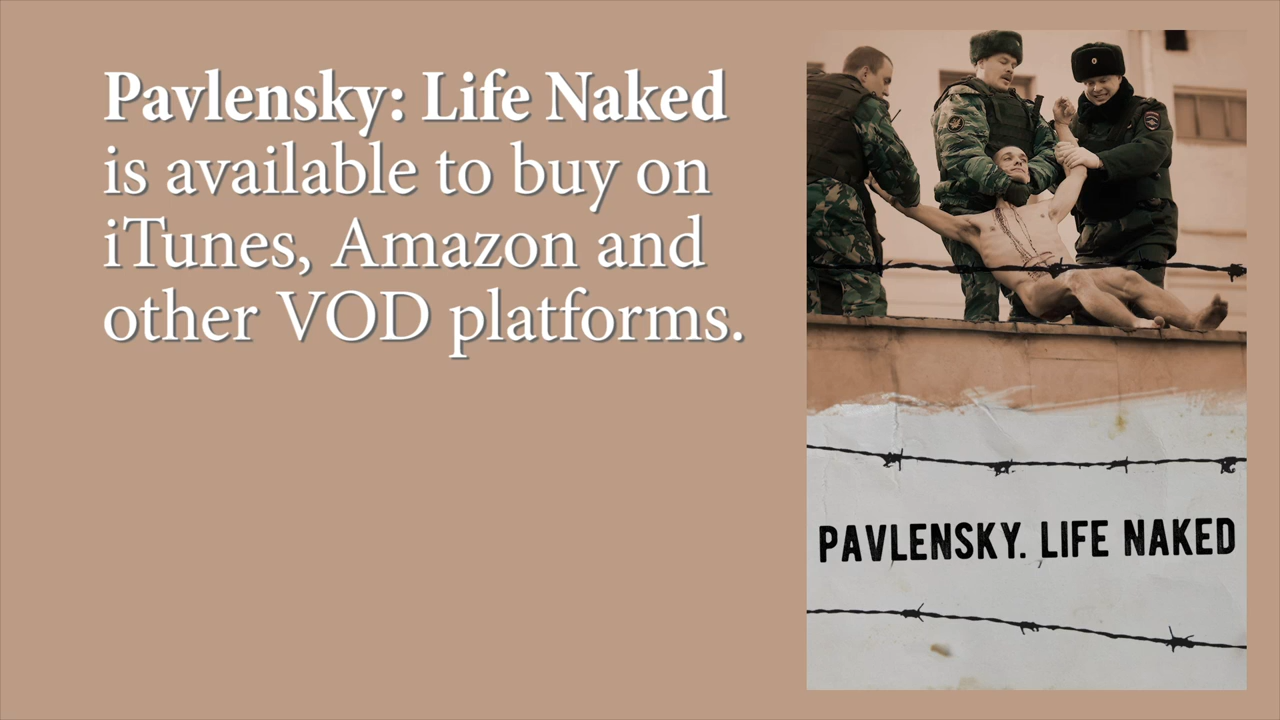 Pavlensky: Life Naked
is available to buy on
iTunes, Amazon and
other VOD platforms.
PAVLENSKY. LIFE NAKED